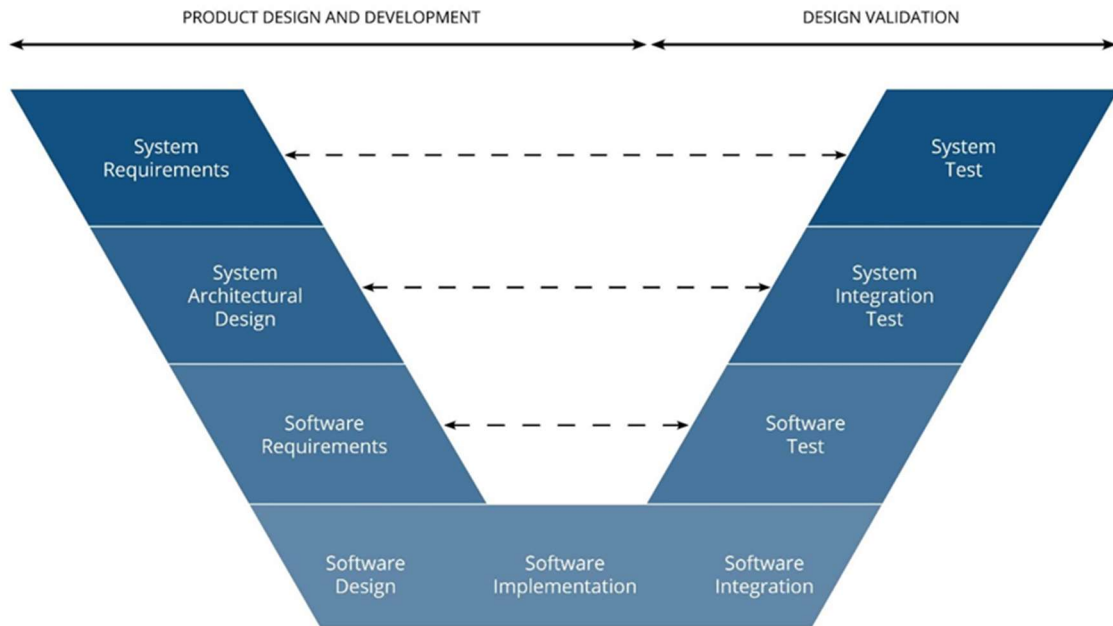 PRODUCT DESIGN AND DEVELOPMENT
DESIGN VALIDATION
System
Requirements
System
Test
System
Architectural
Design
System
Integration
Test
Software
Requirements
Software
Test
Software
Design
Software
Implementation
Software
Integration